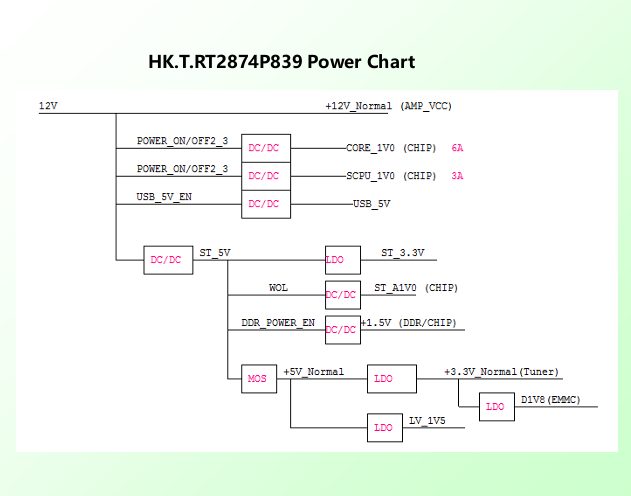 HK.T.RT2874P839 Power Chart
12V +12V_Normal (AMP_VCC)
POWER_ON/OFF2_3 DC/DC CORE_1V0 (CHIP) 6A
POWER_ON/OFF2_3 DC/DC SCPU_1V0 (CHIP) 3A
USB_5V_EN DC/DC USB_5V
DC/DC ST_5V LDO ST_3.3V
WOL DC/DC ST_A1V0 (CHIP)
DDR_POWER_EN DC/DC +1.5V (DDR/CHIP)
MOS +5V_Normal LDO +3.3V_Normal(Tuner)
LDO D1V8(EMMC)
LDO LV_1V5